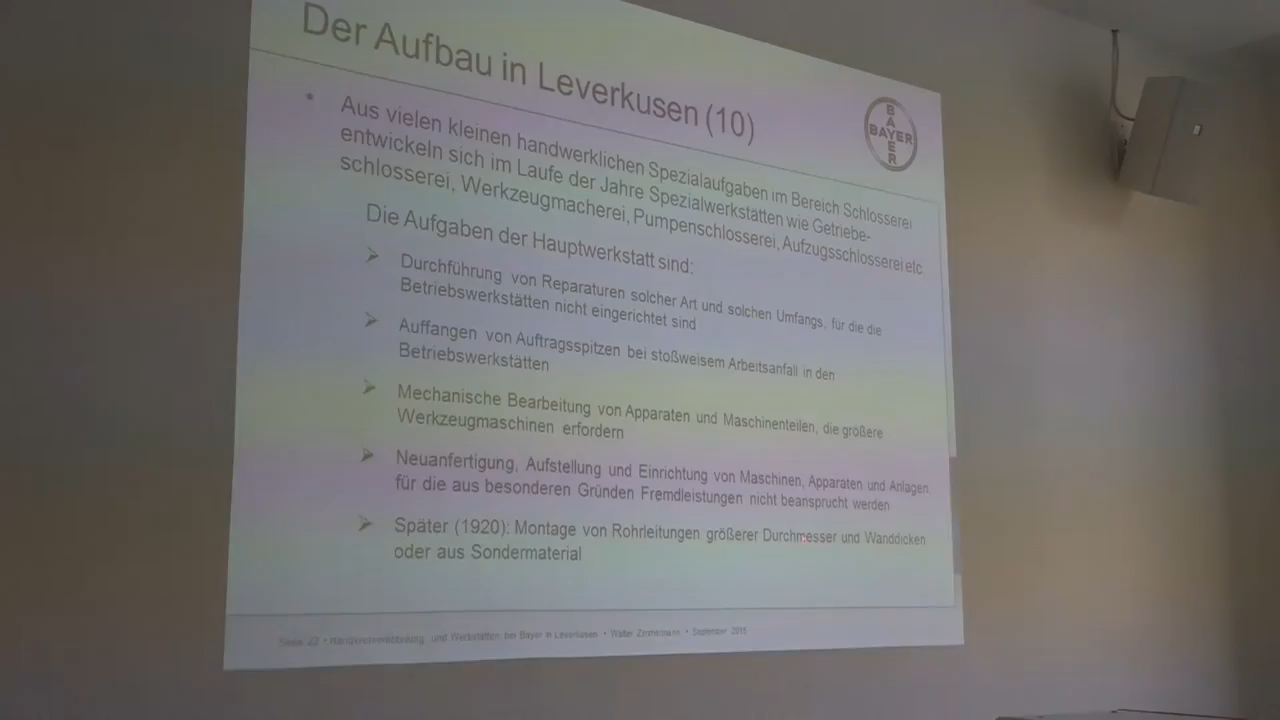 Der Aufbau in Leverkusen (10)
BAYER
BAYER
• Aus vielen kleinen handwerklichen Spezialaufgaben im Bereich Schlosserei
entwickeln sich im Laufe der Jahre Spezialwerkstätten wie Getriebe-
schlosserei, Werkzeugmacherei, Pumpenschlosserei, Aufzugsschlosserei etc
Die Aufgaben der Hauptwerkstatt sind:
➢ Durchführung von Reparaturen solcher Art und solchen Umfangs, für die die
Betriebswerkstätten nicht eingerichtet sind
➢ Auffangen von Auftragsspitzen bei stoßweisem Arbeitsanfall in den
Betriebswerkstätten
➢ Mechanische Bearbeitung von Apparaten und Maschinenteilen, die größere
Werkzeugmaschinen erfordern
➢ Neuanfertigung, Aufstellung und Einrichtung von Maschinen, Apparaten und Anlagen
für die aus besonderen Gründen Fremdleistungen nicht beansprucht werden
➢ Später (1920): Montage von Rohrleitungen größerer Durchmesser und Wanddicken
oder aus Sondermaterial
Seite 22 • und Werkstätten bei Bayer in Leverkusen • Walter Zimmermann • September